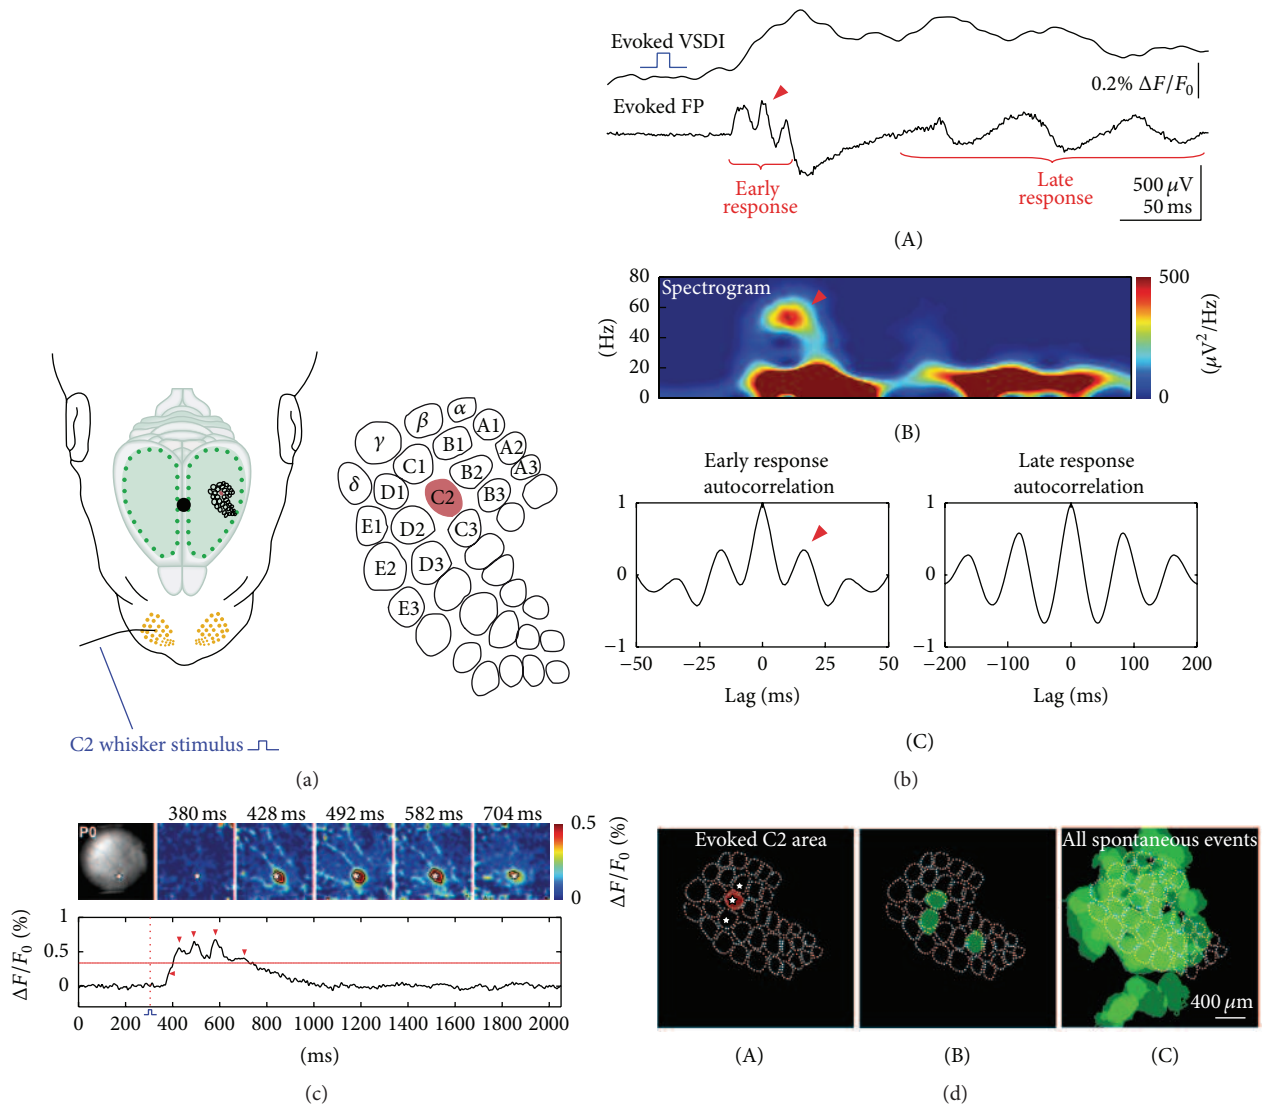 Evoked VSDI
0.2% ΔF/F0
Evoked FP
Early
response
Late
response
500 μV
50 ms
(A)
80
60
40
20
0
(Hz)
Spectrogram
500
0
(μV2/Hz)
(B)
Early response
autocorrelation
Late response
autocorrelation
1
0
−1
−50
−25
0
25
50
Lag (ms)
1
0
−1
−200
−100
0
100
200
Lag (ms)
(C)
(b)
α
β
γ
δ
A1
A2
A3
B1
B2
B3
C1
C2
C3
D1
D2
D3
E1
E2
E3
C2 whisker stimulus
(a)
P0
380 ms
428 ms
492 ms
582 ms
704 ms
0.5
0
ΔF/F0 (%)
1
0.5
0
ΔF/F0 (%)
0 200 400 600 800 1000 1200 1400 1600 1800 2000
(ms)
(c)
Evoked C2 area
All spontaneous events
400 μm
(A)
(B)
(C)
(d)